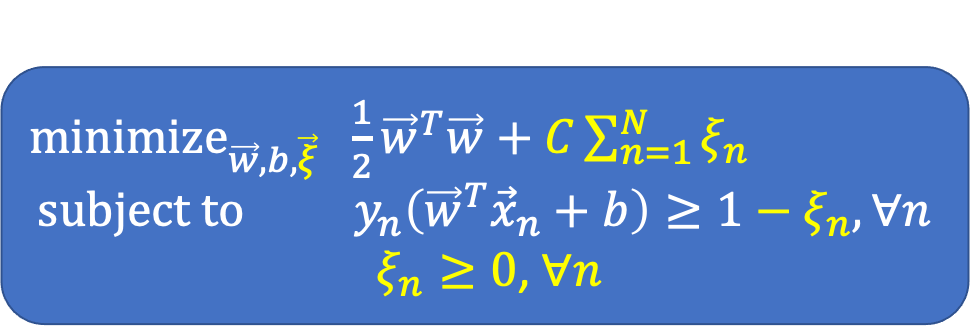 minimize_{\vec{w},b,\vec{ξ}} \frac{1}{2}\vec{w}^T\vec{w} + C∑_{n=1}^{N} ξ_n
subject to y_n(\vec{w}^T\vec{x}_n + b) ≥ 1 − ξ_n, ∀n
ξ_n ≥ 0, ∀n